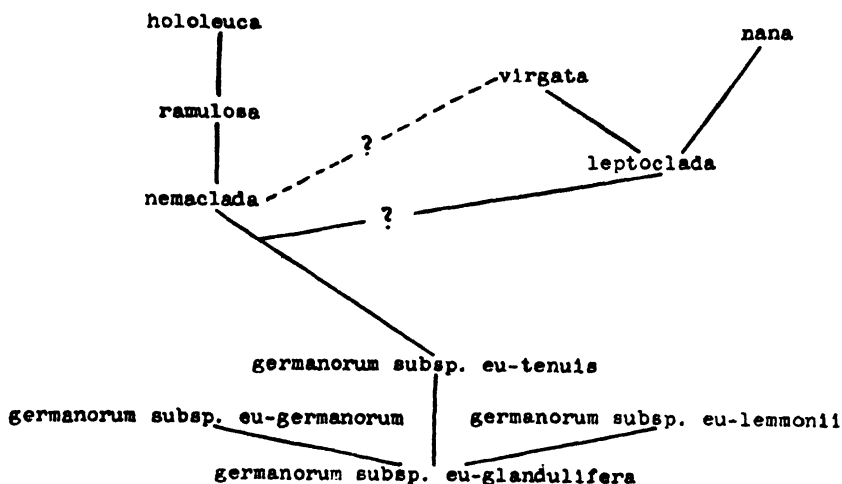 hololeuca
nana
virgata
ramulosa
?
leptoclada
nemaclada
?
germanorum subsp. eu-tenuis
germanorum subsp. eu-germanorum
germanorum subsp. eu-lemmonii
germanorum subsp. eu-glandulifera